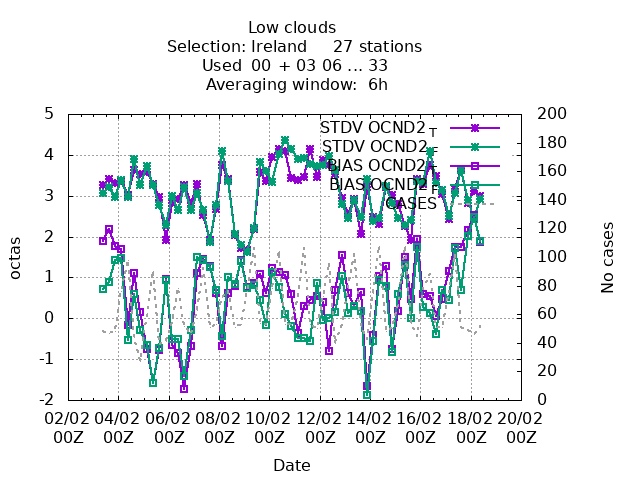 Low clouds
Selection: Ireland 27 stations
Used 00 + 03 06 ... 33
Averaging window: 6h
octas
5
4
3
2
1
0
-1
-2
STDV OCND2 T
STDV OCND2 F
BIAS OCND2 T
BIAS OCND2 F
CASES
200
180
160
140
120
100
80
60
40
20
0
No cases
02/02 04/02 06/02 08/02 10/02 12/02 14/02 16/02 18/02 20/02
00Z 00Z 00Z 00Z 00Z 00Z 00Z 00Z 00Z 00Z
Date